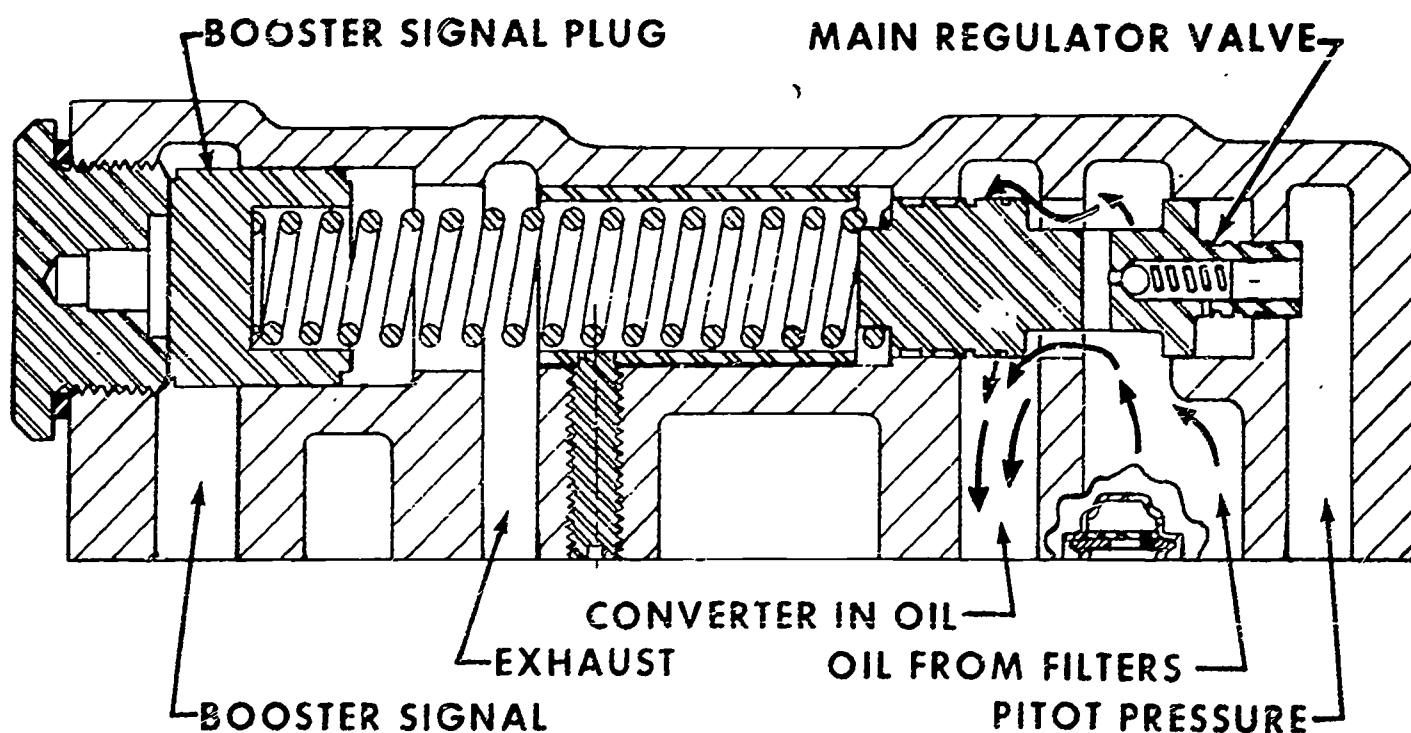 BOOSTER SIGNAL PLUG
MAIN REGULATOR VALVE
CONVERTER IN OIL
EXHAUST
OIL FROM FILTERS
BOOSTER SIGNAL
PITOT PRESSURE